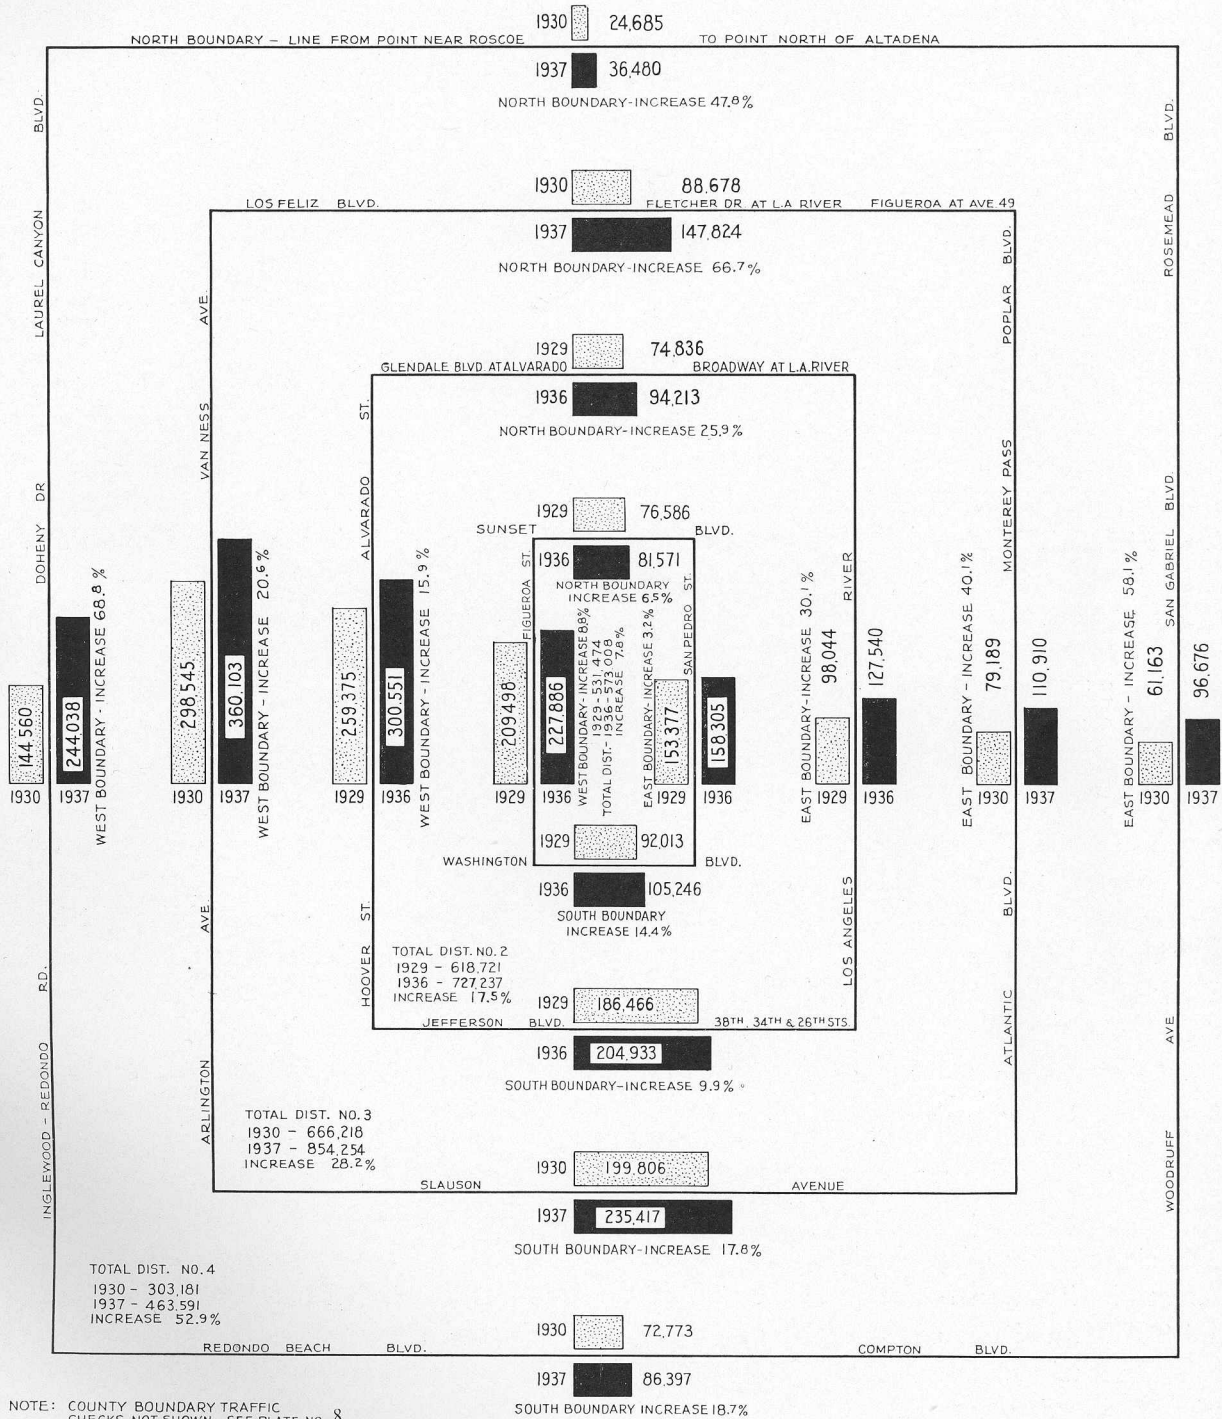 1930 24,685
NORTH BOUNDARY - LINE FROM POINT NEAR ROSCOE TO POINT NORTH OF ALTADENA
1937 36,480
NORTH BOUNDARY-INCREASE 47.8%
LAUREL CANYON BLVD.
ROSEMEAD BLVD.
1930 88,678
LOS FELIZ BLVD. FLETCHER DR. AT L.A RIVER FIGUEROA AT AVE 49
1937 147,824
NORTH BOUNDARY-INCREASE 66.7%
VAN NESS AVE.
POPLAR BLVD.
1929 74,836
GLENDALE BLVD. AT ALVARADO BROADWAY AT L.A.RIVER
1936 94,213
NORTH BOUNDARY-INCREASE 25.9%
ALVARADO ST.
MONTEREY PASS
DOHENY DR
SAN GABRIEL BLVD.
1929 76,586
SUNSET BLVD.
1936 81,571
NORTH BOUNDARY
INCREASE 6.5%
FIGUEROA ST.
SAN PEDRO ST.
RIVER
144,560
1930
244,038
1937
WEST BOUNDARY - INCREASE 68.8%
298,545
1930
360,103
1937
WEST BOUNDARY - INCREASE 20.6%
259,375
1929
300,551
1936
WEST BOUNDARY - INCREASE 15.9%
209,498
1929
227,886
1936
WEST BOUNDARY-INCREASE 8.8%
TOTAL DIST.- 1929-531,474
1936-573,008
INCREASE 7.8%
EAST BOUNDARY-INCREASE 3.2%
153,377
1929
158,305
1936
EAST BOUNDARY-INCREASE 30.1%
98,044
1929
127,540
1936
EAST BOUNDARY - INCREASE 40.1%
79,189
1930
110,910
1937
EAST BOUNDARY - INCREASE 58.1%
61,163
1930
96,676
1937
1929 92,013
WASHINGTON BLVD.
1936 105,246
SOUTH BOUNDARY
INCREASE 14.4%
HOOVER ST.
LOS ANGELES
TOTAL DIST. NO. 2
1929 - 618,721
1936 - 727,237
INCREASE 17.5%
1929 186,466
JEFFERSON BLVD. 38TH, 34TH & 26TH STS.
1936 204,933
SOUTH BOUNDARY-INCREASE 9.9%
ARLINGTON AVE.
ATLANTIC BLVD.
TOTAL DIST. NO. 3
1930 - 666,218
1937 - 854,254
INCREASE 28.2%
1930 199,806
SLAUSON AVENUE
1937 235,417
SOUTH BOUNDARY-INCREASE 17.8%
INGLEWOOD - REDONDO RD.
WOODRUFF AVE
TOTAL DIST. NO. 4
1930 - 303,181
1937 - 463,591
INCREASE 52.9%
1930 72,773
REDONDO BEACH BLVD. COMPTON BLVD.
1937 86,397
SOUTH BOUNDARY INCREASE 18.7%
NOTE: COUNTY BOUNDARY TRAFFIC
CHECKS NOT SHOWN - SEE PLATE NO. 8